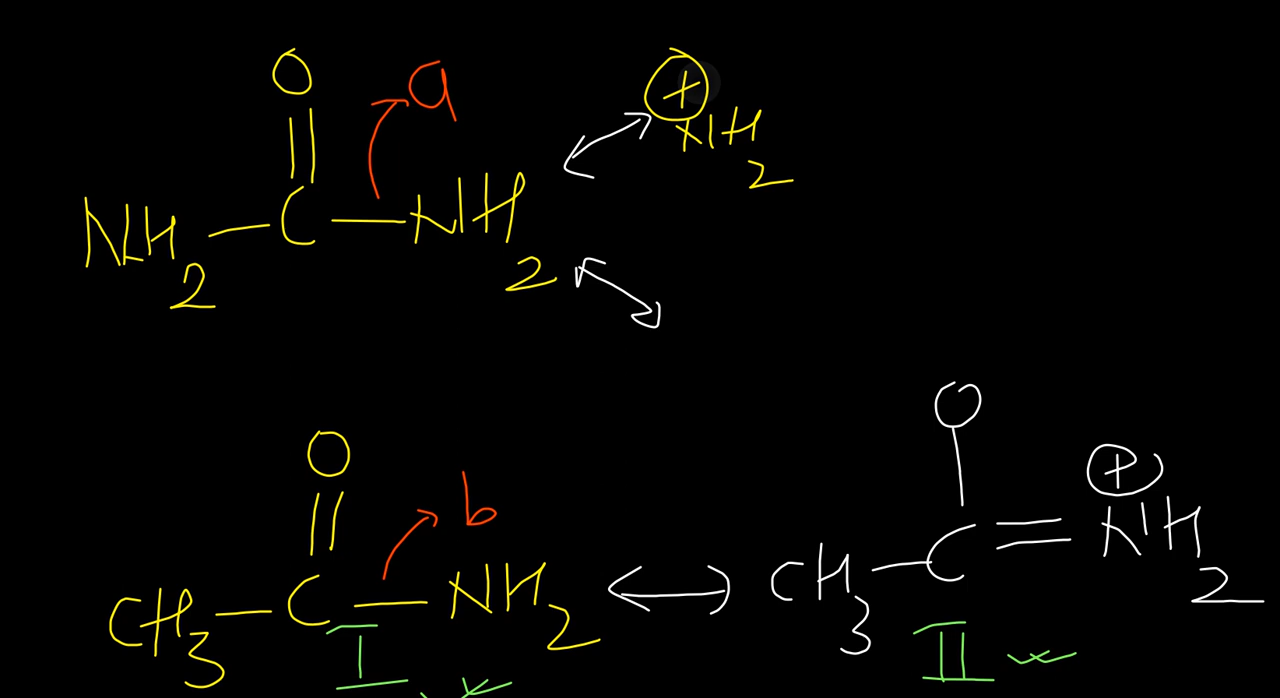 O
a
⊕
NH2
NH2 — C — NH2
O
O
b
⊕
CH3 — C — NH2 ⟷ CH3 — C = NH2
I
II